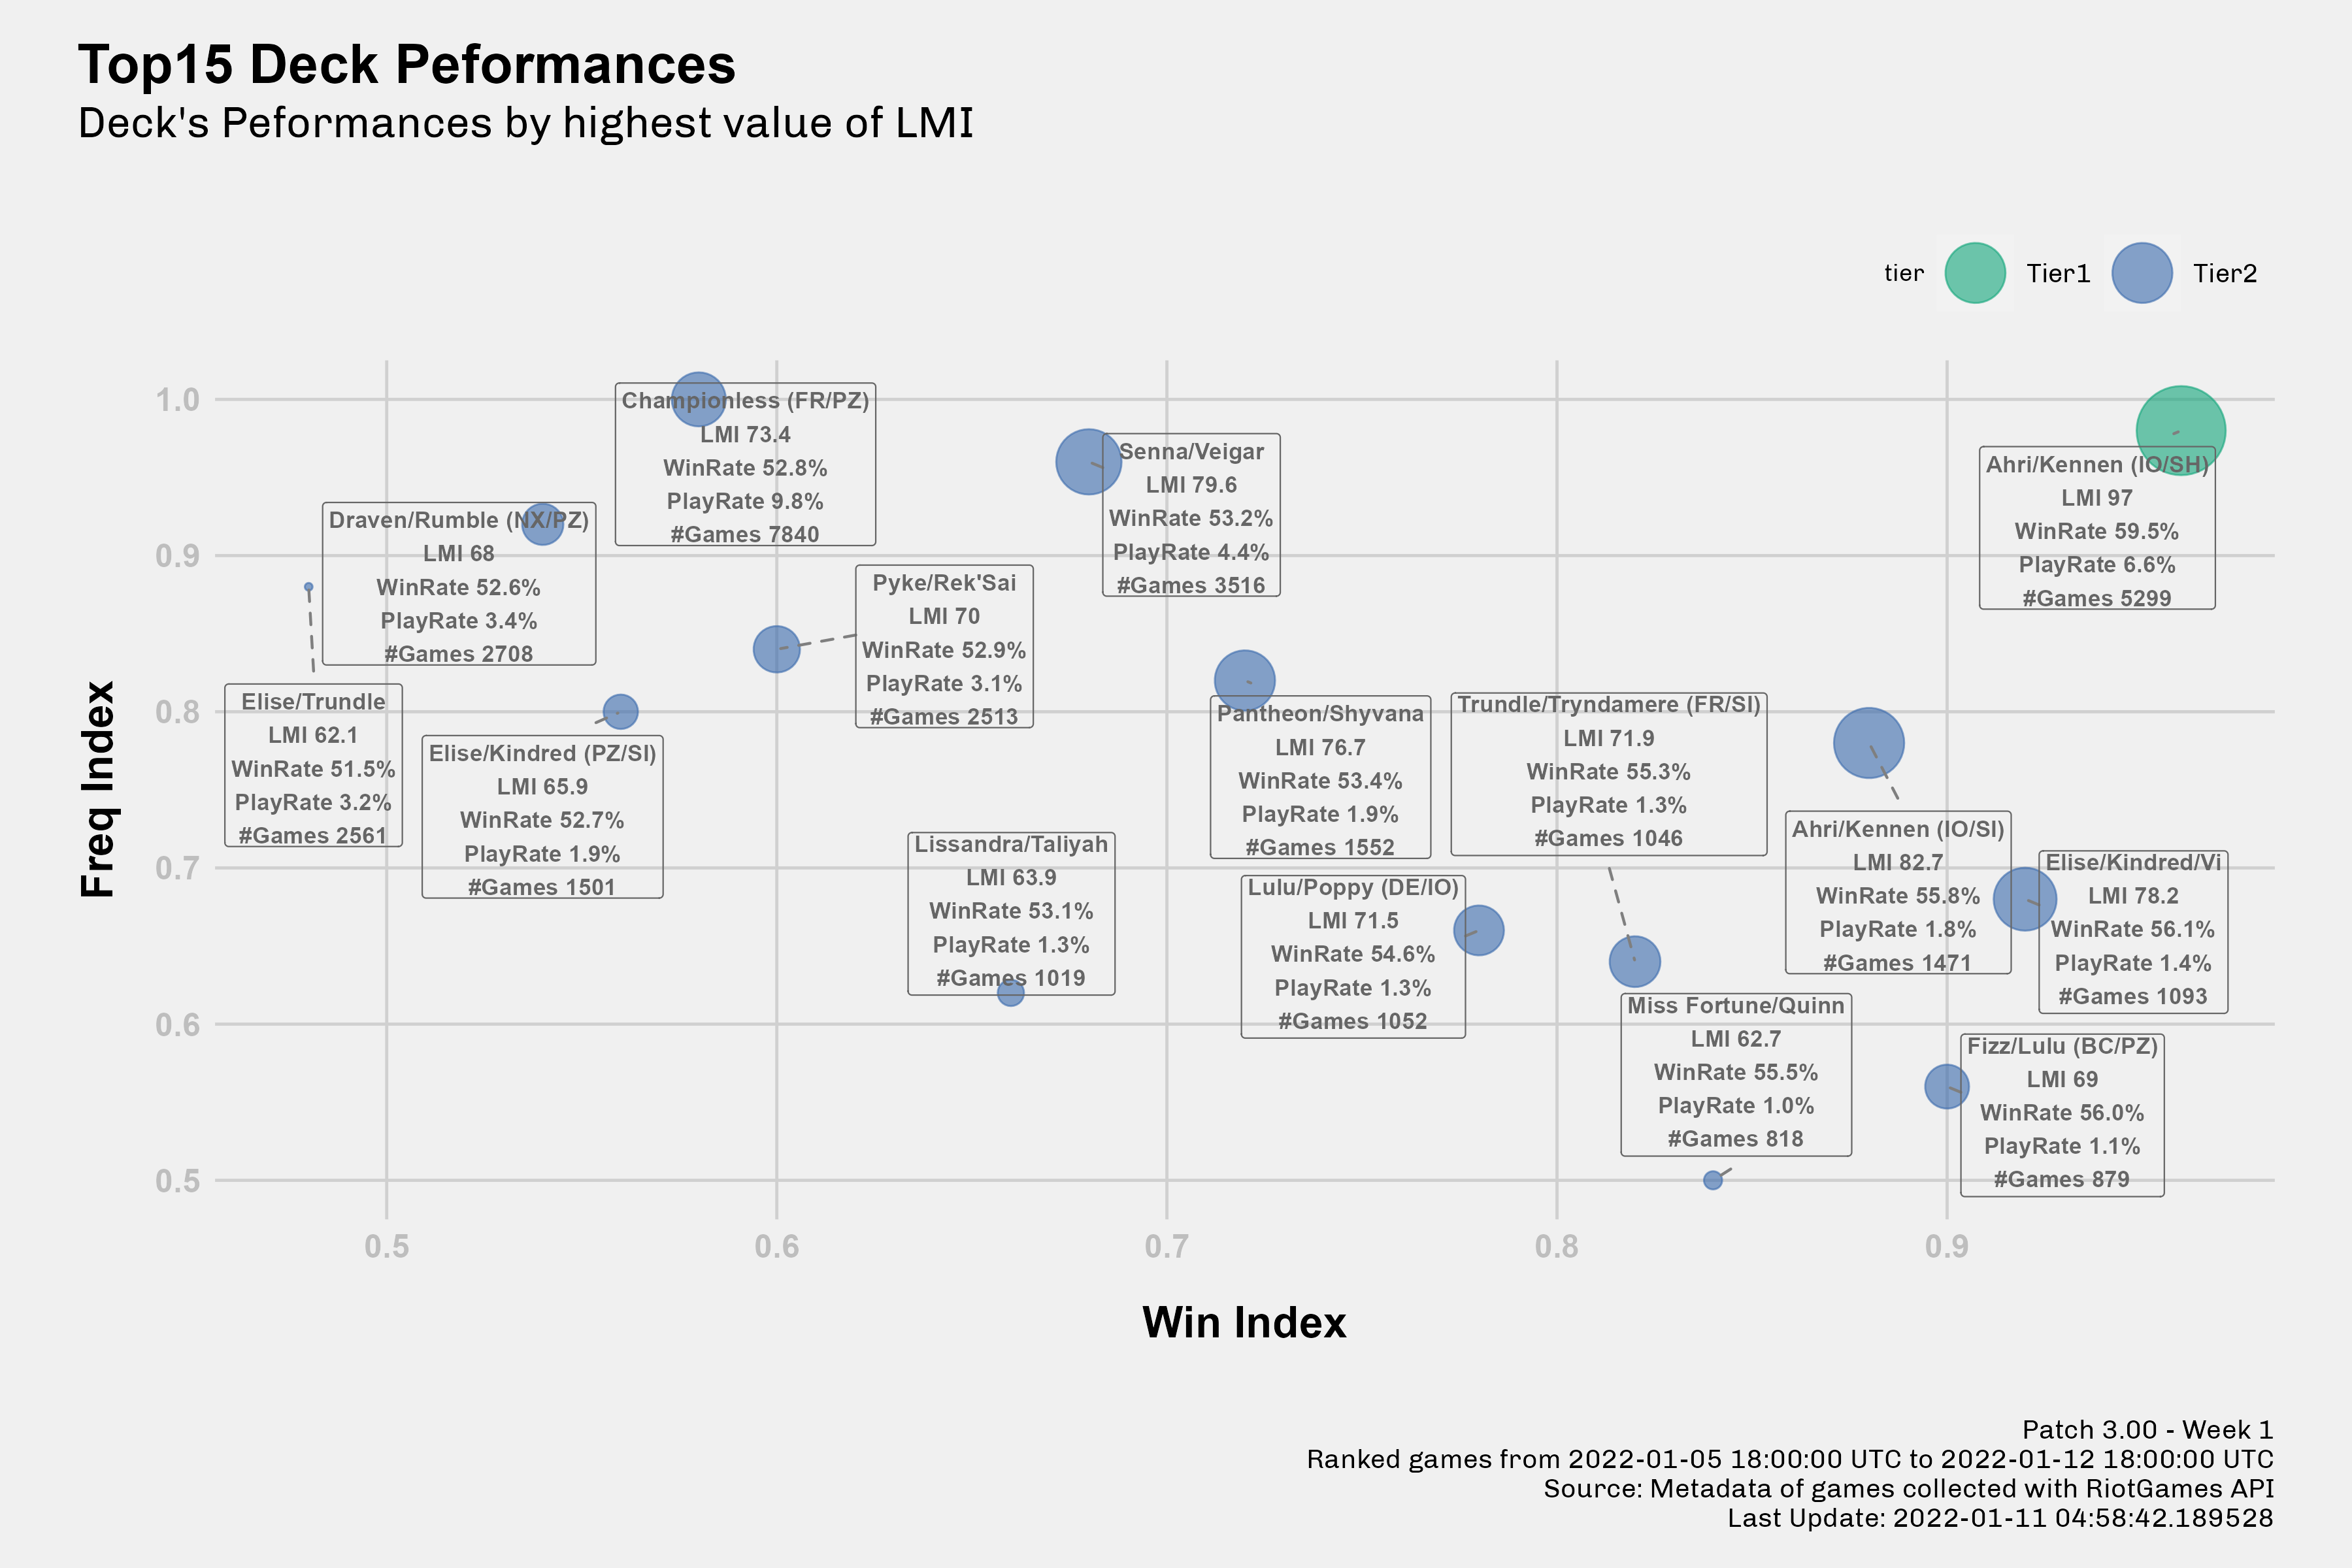 Top15 Deck Peformances
Deck's Peformances by highest value of LMI
tier
Tier1
Tier2
Freq Index
1.0
0.9
0.8
0.7
0.6
0.5
Championless (FR/PZ)
LMI 73.4
WinRate 52.8%
PlayRate 9.8%
#Games 7840
Senna/Veigar
LMI 79.6
WinRate 53.2%
PlayRate 4.4%
#Games 3516
Ahri/Kennen (IO/SH)
LMI 97
WinRate 59.5%
PlayRate 6.6%
#Games 5299
Draven/Rumble (NX/PZ)
LMI 68
WinRate 52.6%
PlayRate 3.4%
#Games 2708
Pyke/Rek'Sai
LMI 70
WinRate 52.9%
PlayRate 3.1%
#Games 2513
Elise/Trundle
LMI 62.1
WinRate 51.5%
PlayRate 3.2%
#Games 2561
Elise/Kindred (PZ/SI)
LMI 65.9
WinRate 52.7%
PlayRate 1.9%
#Games 1501
Pantheon/Shyvana
LMI 76.7
WinRate 53.4%
PlayRate 1.9%
#Games 1552
Trundle/Tryndamere (FR/SI)
LMI 71.9
WinRate 55.3%
PlayRate 1.3%
#Games 1046
Ahri/Kennen (IO/SI)
LMI 82.7
WinRate 55.8%
PlayRate 1.8%
#Games 1471
Elise/Kindred/Vi
LMI 78.2
WinRate 56.1%
PlayRate 1.4%
#Games 1093
Lissandra/Taliyah
LMI 63.9
WinRate 53.1%
PlayRate 1.3%
#Games 1019
Lulu/Poppy (DE/IO)
LMI 71.5
WinRate 54.6%
PlayRate 1.3%
#Games 1052
Miss Fortune/Quinn
LMI 62.7
WinRate 55.5%
PlayRate 1.0%
#Games 818
Fizz/Lulu (BC/PZ)
LMI 69
WinRate 56.0%
PlayRate 1.1%
#Games 879
0.5
0.6
0.7
0.8
0.9
Win Index
Patch 3.00 - Week 1
Ranked games from 2022-01-05 18:00:00 UTC to 2022-01-12 18:00:00 UTC
Source: Metadata of games collected with RiotGames API
Last Update: 2022-01-11 04:58:42.189528